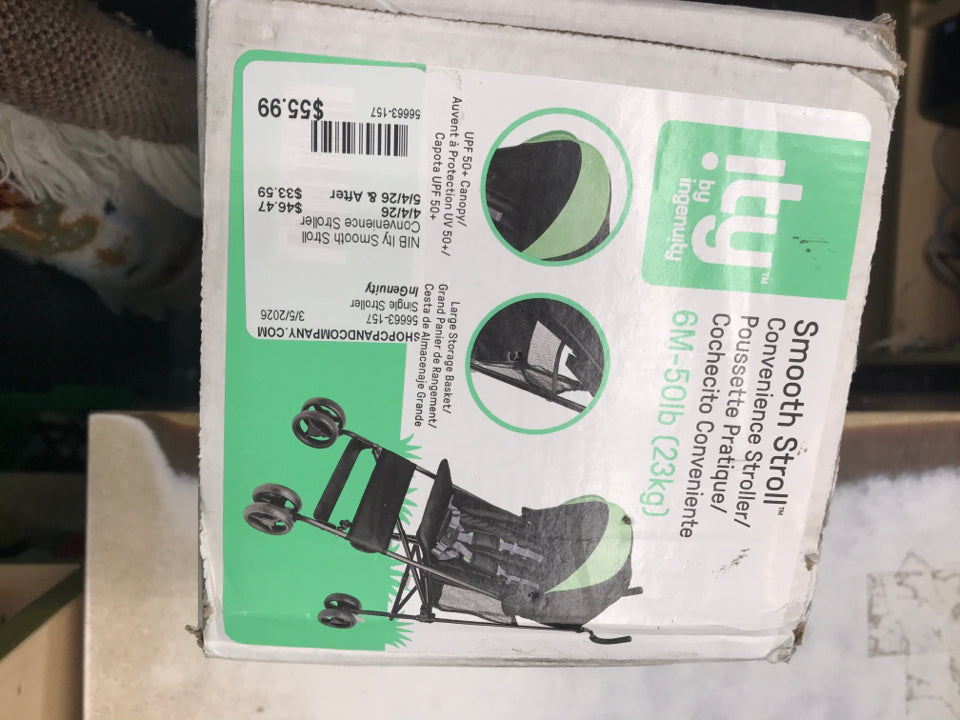 ity™
by
ingenuity
Smooth Stroll™
Convenience Stroller/
Poussette Pratique/
Cochecito Conveniente
6M-50lb (23kg)
UPF 50+ Canopy/
Auvent à Protection UV 50+/
Capota UPF 50+
Large Storage Basket/
Grand Panier de Rangement/
Cesta de Almacenaje Grande
SHOPCPANDCOMPANY.COM
56663-157 3/5/2026
Single Stroller
InGenuity
NIB Ity Smooth Stroll
Convenience Stroller
4/4/26 $46.47
5/4/26 & After $33.59
56663-157
$55.99